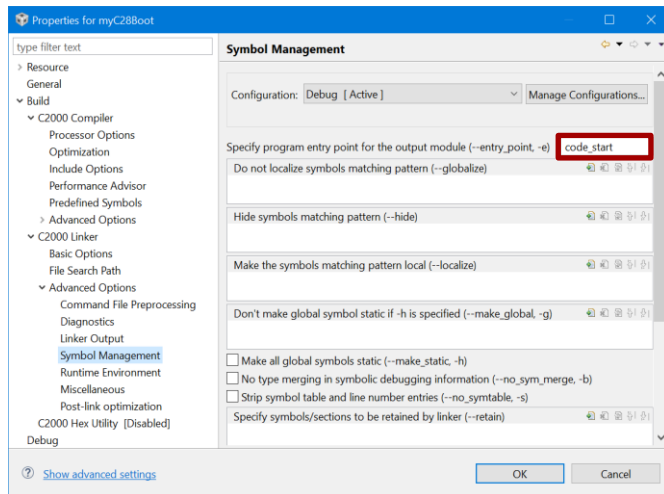 Properties for myC28Boot
type filter text
Symbol Management
Resource
General
Build
C2000 Compiler
Processor Options
Optimization
Include Options
Performance Advisor
Predefined Symbols
Advanced Options
C2000 Linker
Basic Options
File Search Path
Advanced Options
Command File Preprocessing
Diagnostics
Linker Output
Symbol Management
Runtime Environment
Miscellaneous
Post-link optimization
C2000 Hex Utility [Disabled]
Debug
Configuration: Debug [ Active ] Manage Configurations...
Specify program entry point for the output module (--entry_point, -e) code_start
Do not localize symbols matching pattern (--globalize)
Hide symbols matching pattern (--hide)
Make the symbols matching pattern local (--localize)
Don't make global symbol static if -h is specified (--make_global, -g)
Make all global symbols static (--make_static, -h)
No type merging in symbolic debugging information (--no_sym_merge, -b)
Strip symbol table and line number entries (--no_symtable, -s)
Specify symbols/sections to be retained by linker (--retain)
Show advanced settings
OK Cancel